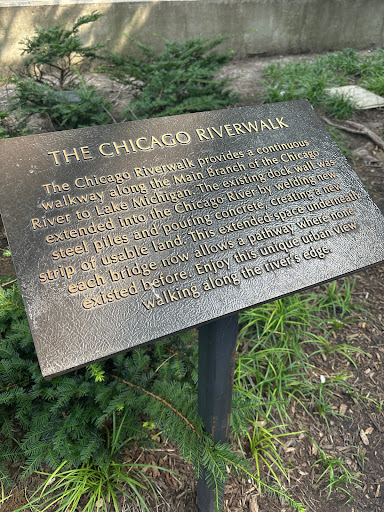 THE CHICAGO RIVERWALK
The Chicago Riverwalk provides a continuous
walkway along the Main Branch of the Chicago
River to Lake Michigan. The existing dock wall was
extended into the Chicago River by welding new
steel piles and pouring concrete, creating a new
strip of usable land. This extended space underneath
each bridge now allows a pathway where none
existed before. Enjoy this unique urban view
walking along the river's edge.